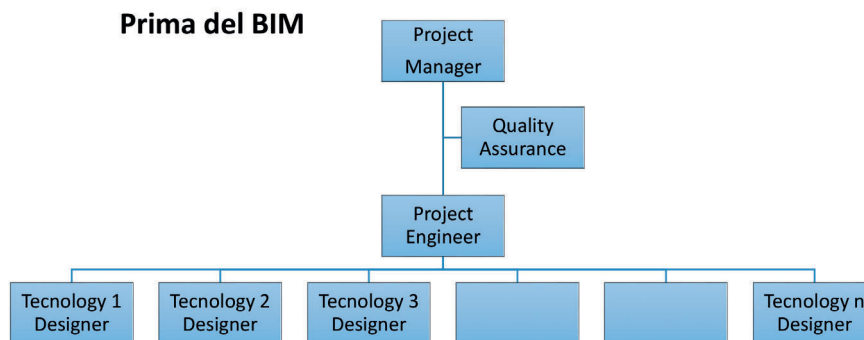 Prima del BIM
Project
Manager
Quality
Assurance
Project
Engineer
Tecnology 1
Designer
Tecnology 2
Designer
Tecnology 3
Designer
Tecnology n
Designer